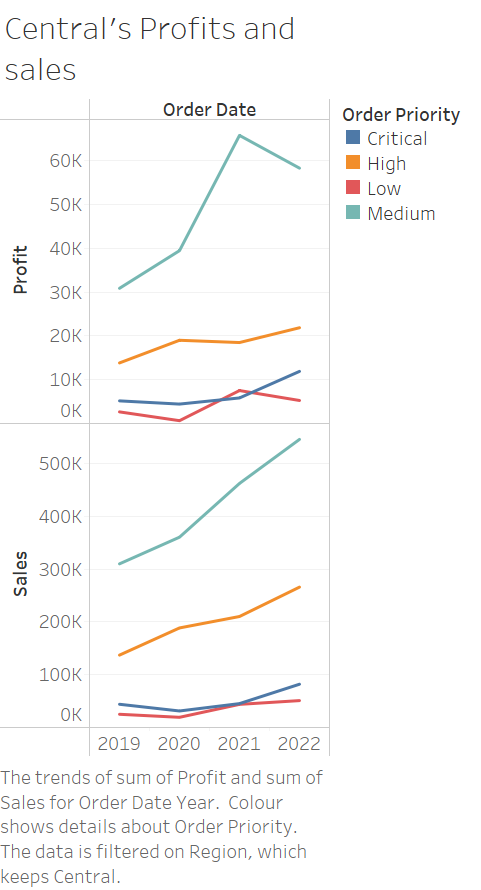 Central's Profits and
sales
Order Date
Order Priority
Critical
High
Low
Medium
Profit
60K
50K
40K
30K
20K
10K
0K
Sales
500K
400K
300K
200K
100K
0K
2019 2020 2021 2022
The trends of sum of Profit and sum of
Sales for Order Date Year. Colour
shows details about Order Priority.
The data is filtered on Region, which
keeps Central.